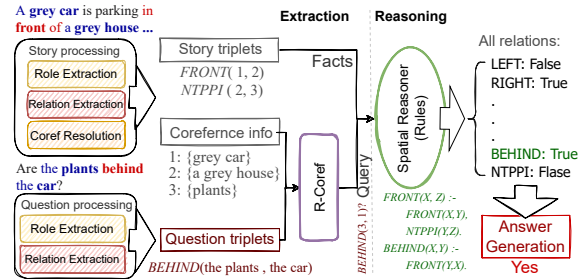 A grey car is parking in
front of a grey house ...
Story processing
Role Extraction
Relation Extraction
Coref Resolution
Are the plants behind
the car?
Question processing
Role Extraction
Relation Extraction
Extraction
Story triplets
FRONT( 1, 2)
NTPPI ( 2, 3)
Facts
Corefernce info
1: {grey car}
2: {a grey house}
3: {plants}
R-Coref
Question triplets
BEHIND(the plants , the car)
Query
BEHIND(3, 1)?
Reasoning
Spatial Reasoner
(Rules)
FRONT(X, Z) :-
FRONT(X,Y),
NTPPI(Y,Z).
BEHIND(X,Y) :-
FRONT(Y,X).
All relations:
LEFT: False
RIGHT: True
.
.
.
BEHIND: True
NTPPI: Flase
Answer
Generation
Yes